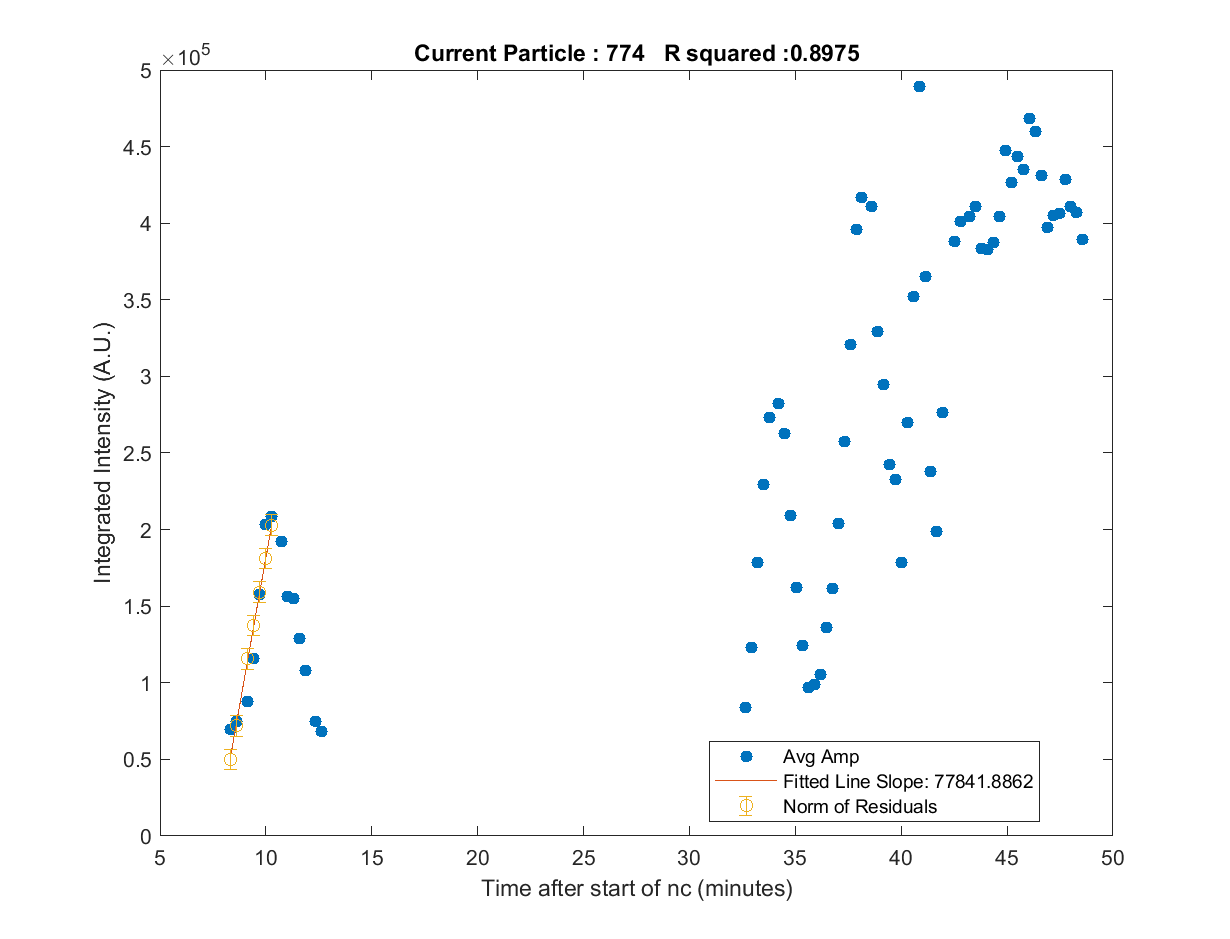 Current Particle : 774   R squared :0.8975
×10^5
5
4.5
4
3.5
3
2.5
2
1.5
1
0.5
0
Integrated Intensity (A.U.)
Avg Amp
Fitted Line Slope: 77841.8862
Norm of Residuals
5 10 15 20 25 30 35 40 45 50
Time after start of nc (minutes)